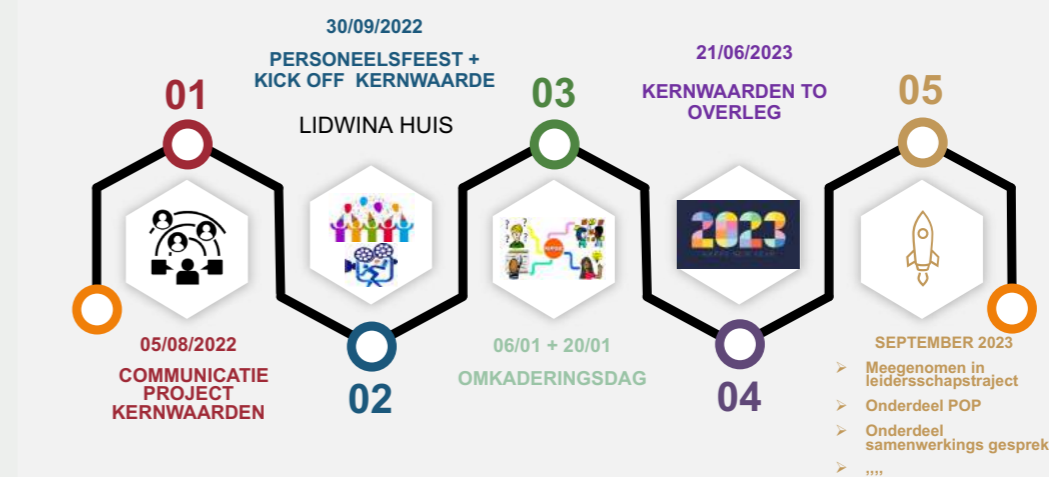 01
05/08/2022
COMMUNICATIE
PROJECT
KERNWAARDEN
30/09/2022
PERSONEELSFEEST +
KICK OFF KERNWAARDE
LIDWINA HUIS
02
03
06/01 + 20/01
OMKADERINGSDAG
21/06/2023
KERNWAARDEN TO
OVERLEG
2023
04
05
SEPTEMBER 2023
Meegenomen in
leidersschapstraject
Onderdeel POP
Onderdeel
samenwerkings gesprek
,,,,